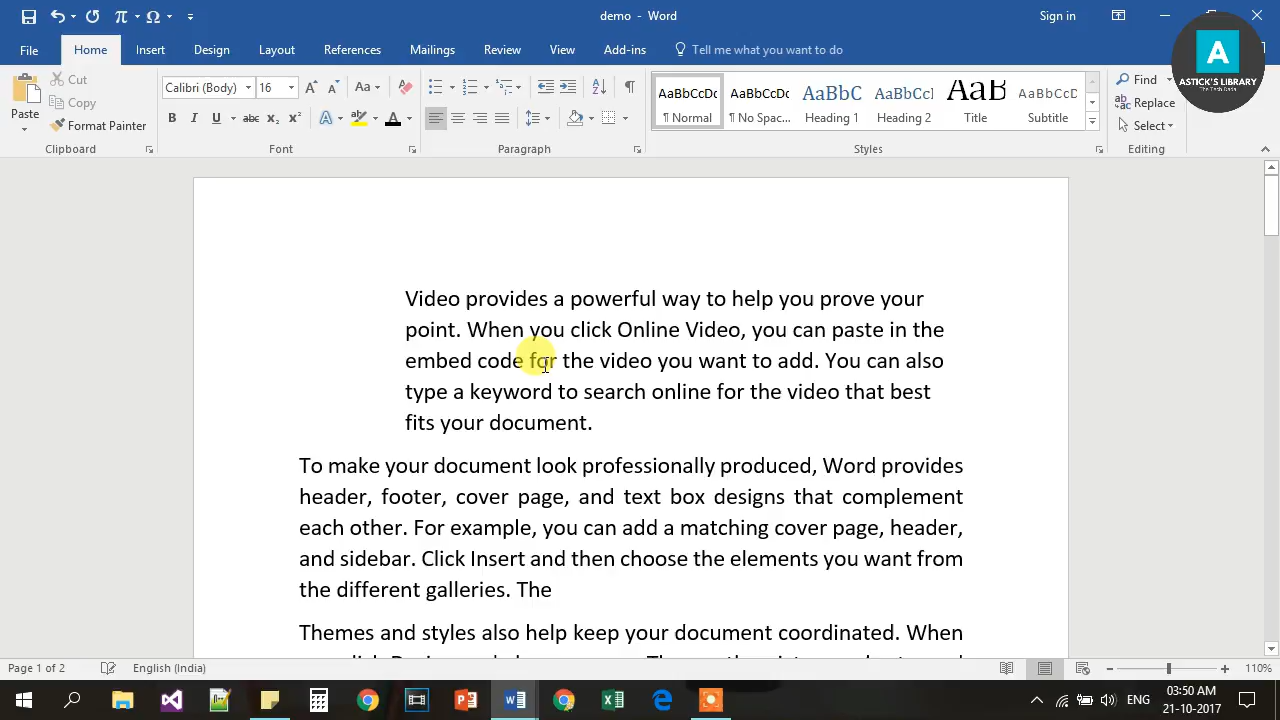 demo - Word
Sign in
File Home Insert Design Layout References Mailings Review View Add-ins Tell me what you want to do
A
ASTICK'S LIBRARY
The Tech Data
Paste
Cut
Copy
Format Painter
Clipboard
Calibri (Body) 16
Aa
B I U abc X₂ X² A A
Font
Paragraph
AaBbCcDc AaBbCcDc AaBbC AaBbCcl AaB AaBbCcD
¶ Normal ¶ No Spac... Heading 1 Heading 2 Title Subtitle
Styles
Find
Replace
Select
Editing
Video provides a powerful way to help you prove your
point. When you click Online Video, you can paste in the
embed code for the video you want to add. You can also
type a keyword to search online for the video that best
fits your document.
To make your document look professionally produced, Word provides
header, footer, cover page, and text box designs that complement
each other. For example, you can add a matching cover page, header,
and sidebar. Click Insert and then choose the elements you want from
the different galleries. The
Themes and styles also help keep your document coordinated. When
Page 1 of 2 English (India) 110%
ENG 03:50 AM
21-10-2017